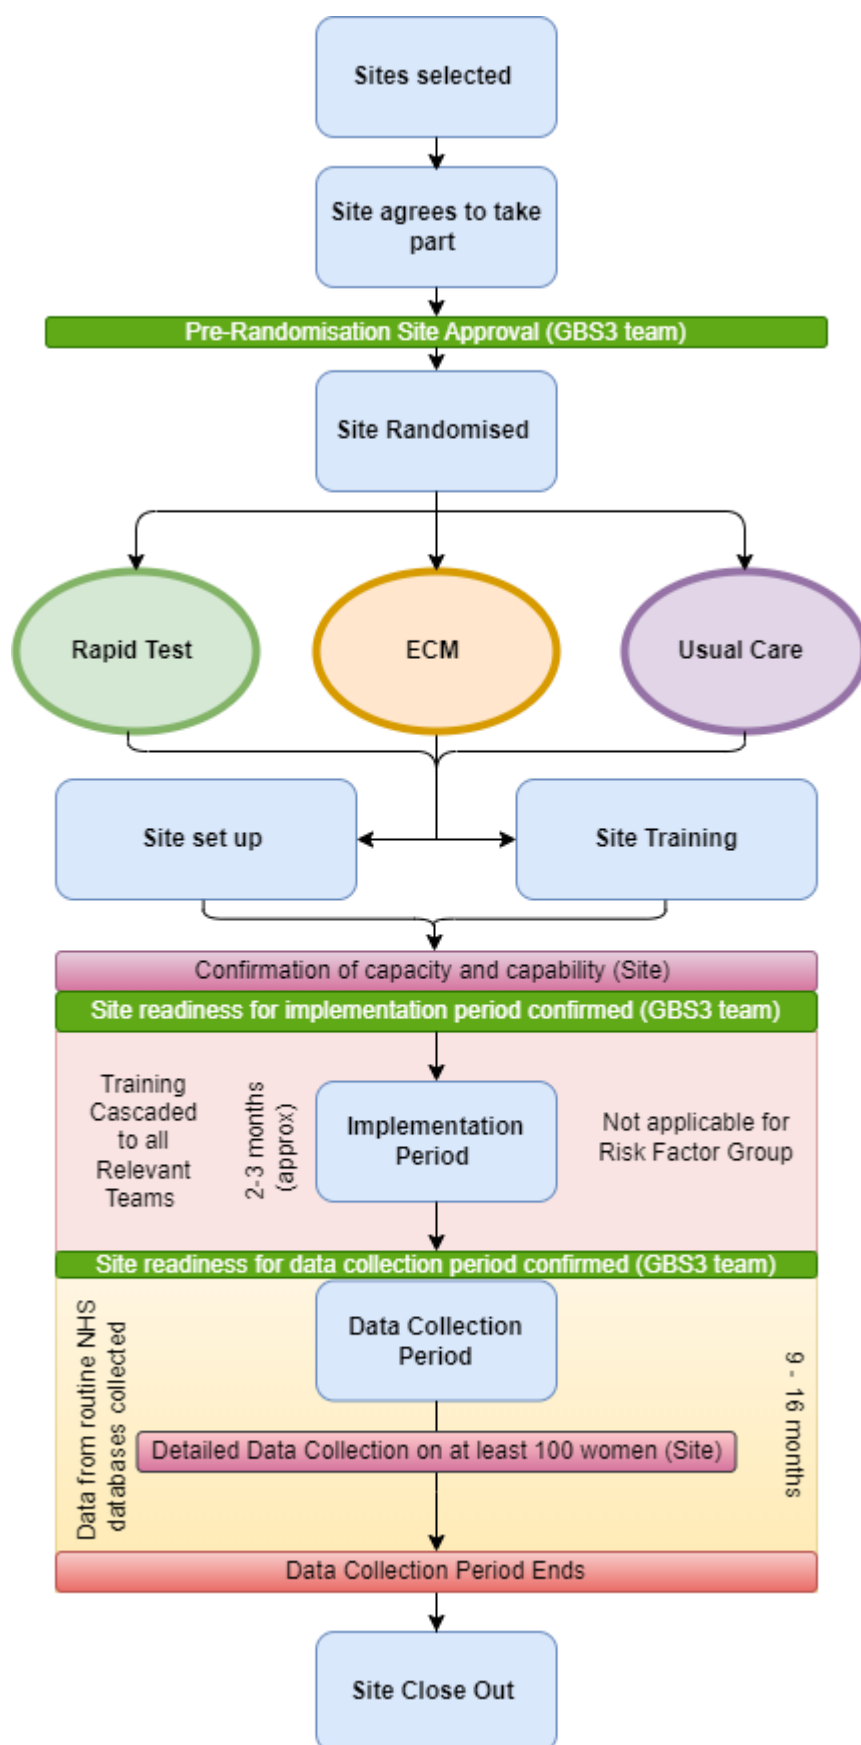 Sites selected
Site agrees to take
part
Pre-Randomisation Site Approval (GBS3 team)
Site Randomised
Rapid Test
ECM
Usual Care
Site set up
Site Training
Confirmation of capacity and capability (Site)
Site readiness for implementation period confirmed (GBS3 team)
Training
Cascaded
to all
Relevant
Teams
2-3 months
(approx)
Implementation
Period
Not applicable for
Risk Factor Group
Site readiness for data collection period confirmed (GBS3 team)
Data from routine NHS
databases collected
Data Collection
Period
9 - 16 months
Detailed Data Collection on at least 100 women (Site)
Data Collection Period Ends
Site Close Out